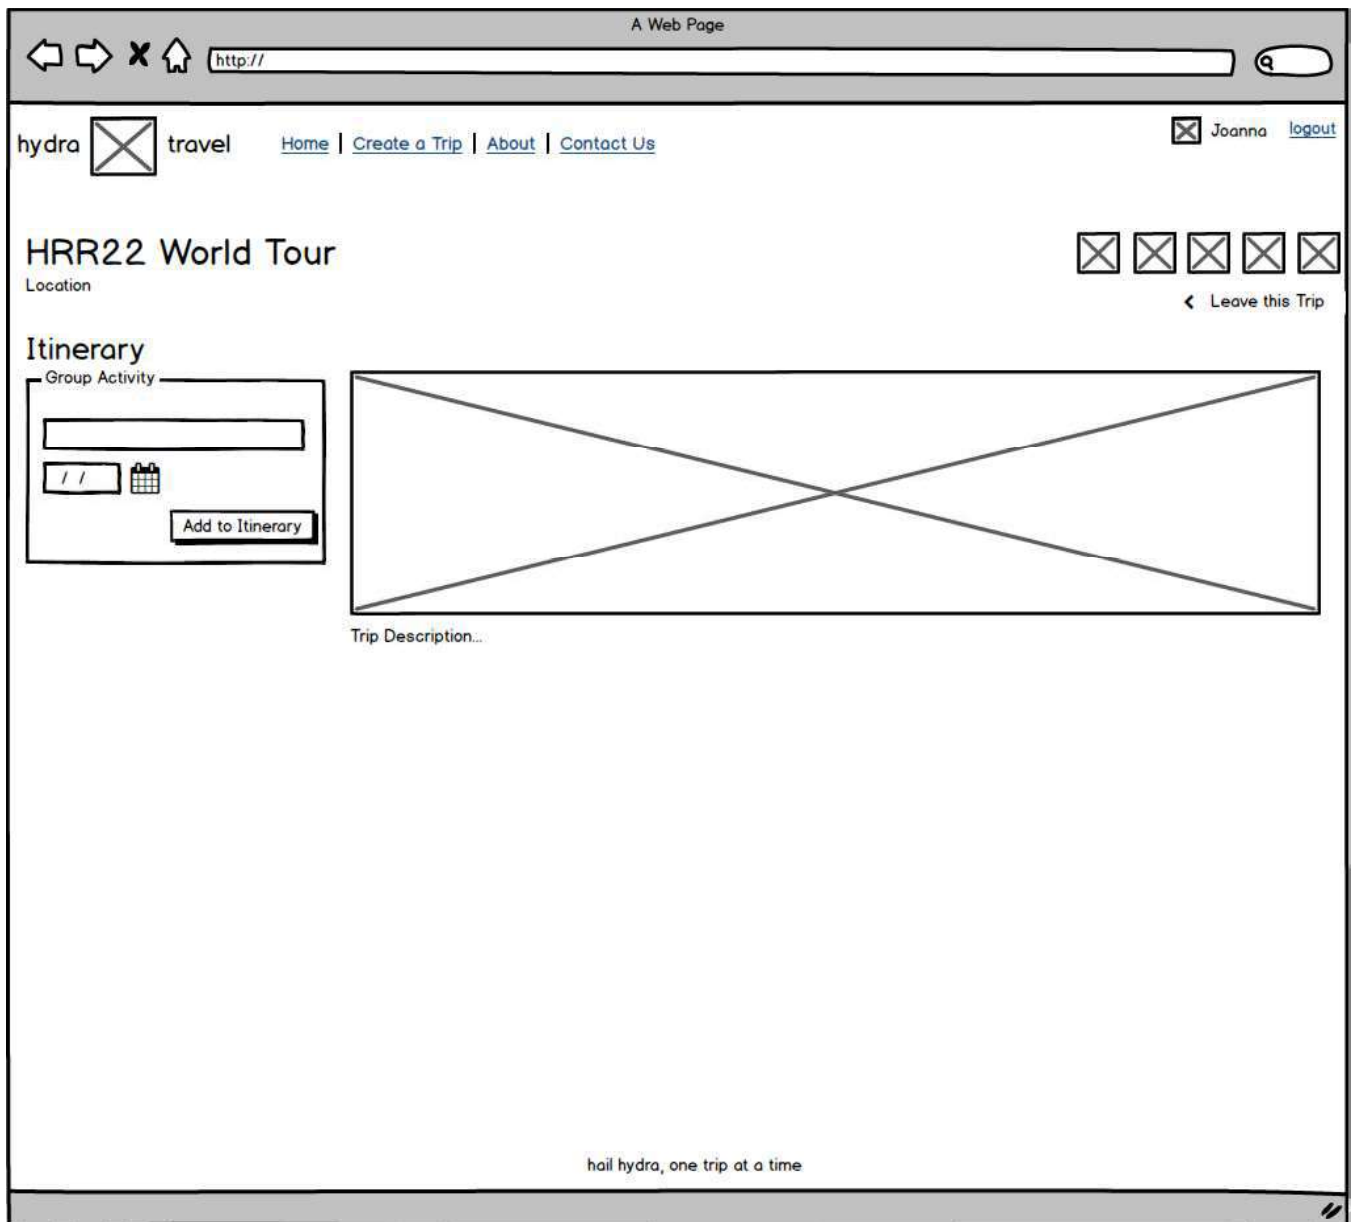 A Web Page
http://
hydra travel Home | Create a Trip | About | Contact Us Joanna logout
HRR22 World Tour
Location
Leave this Trip
Itinerary
Group Activity
/ /
Add to Itinerary
Trip Description...
hail hydra, one trip at a time